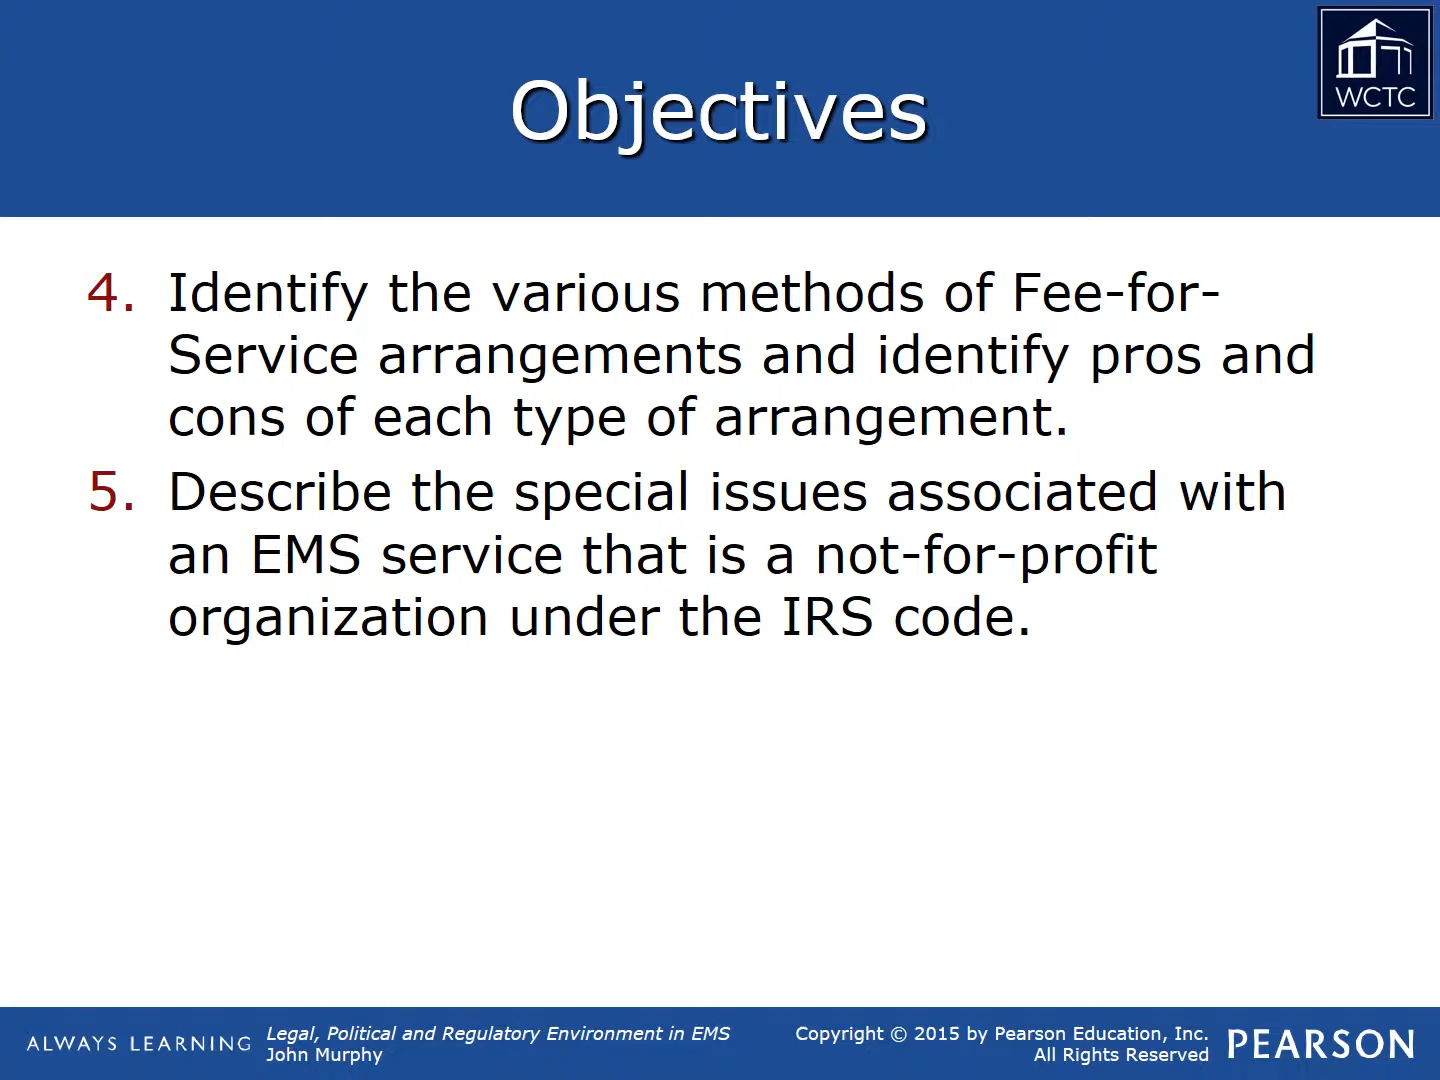 WCTC
Objectives
4. Identify the various methods of Fee-for-
Service arrangements and identify pros and
cons of each type of arrangement.
5. Describe the special issues associated with
an EMS service that is a not-for-profit
organization under the IRS code.
ALWAYS LEARNING
Legal, Political and Regulatory Environment in EMS
John Murphy
Copyright © 2015 by Pearson Education, Inc.
All Rights Reserved
PEARSON